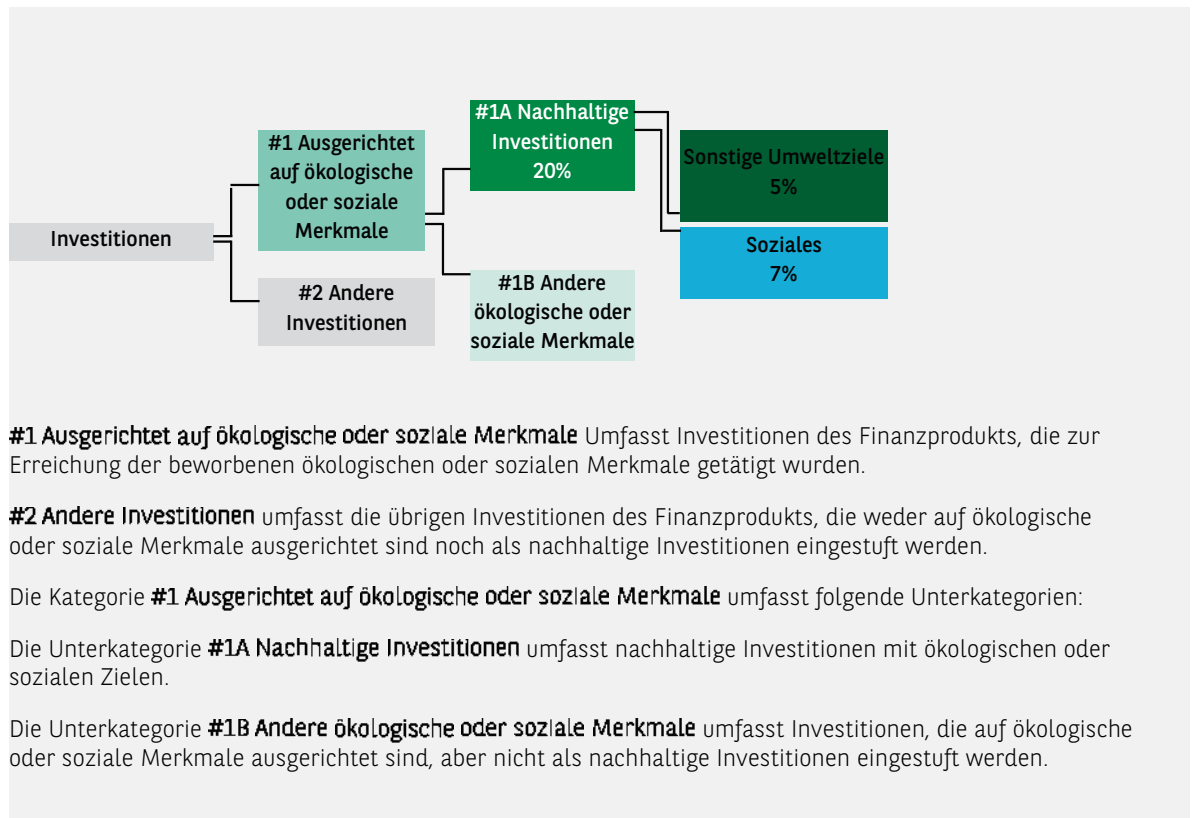 #1A Nachhaltige
Investitionen
20%
#1 Ausgerichtet
auf ökologische
oder soziale
Merkmale
Sonstige Umweltziele
5%
Investitionen
Soziales
7%
#2 Andere
Investitionen
#1B Andere
ökologische oder
soziale Merkmale
#1 Ausgerichtet auf ökologische oder soziale Merkmale Umfasst Investitionen des Finanzprodukts, die zur
Erreichung der beworbenen ökologischen oder sozialen Merkmale getätigt wurden.
#2 Andere Investitionen umfasst die übrigen Investitionen des Finanzprodukts, die weder auf ökologische
oder soziale Merkmale ausgerichtet sind noch als nachhaltige Investitionen eingestuft werden.
Die Kategorie #1 Ausgerichtet auf ökologische oder soziale Merkmale umfasst folgende Unterkategorien:
Die Unterkategorie #1A Nachhaltige Investitionen umfasst nachhaltige Investitionen mit ökologischen oder
sozialen Zielen.
Die Unterkategorie #1B Andere ökologische oder soziale Merkmale umfasst Investitionen, die auf ökologische
oder soziale Merkmale ausgerichtet sind, aber nicht als nachhaltige Investitionen eingestuft werden.